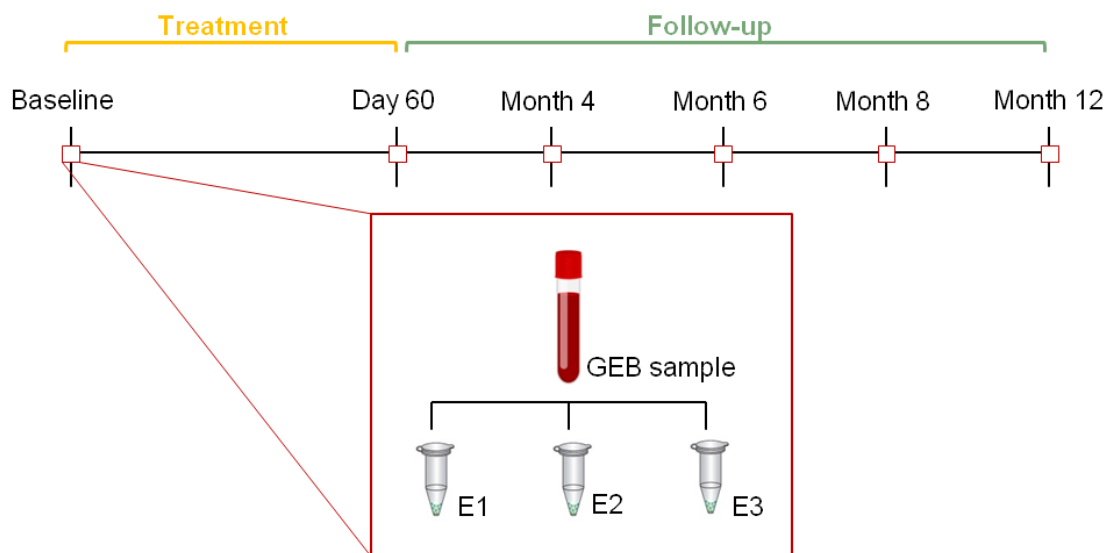 Treatment
Follow-up
Baseline
Day 60
Month 4
Month 6
Month 8
Month 12
GEB sample
E1
E2
E3